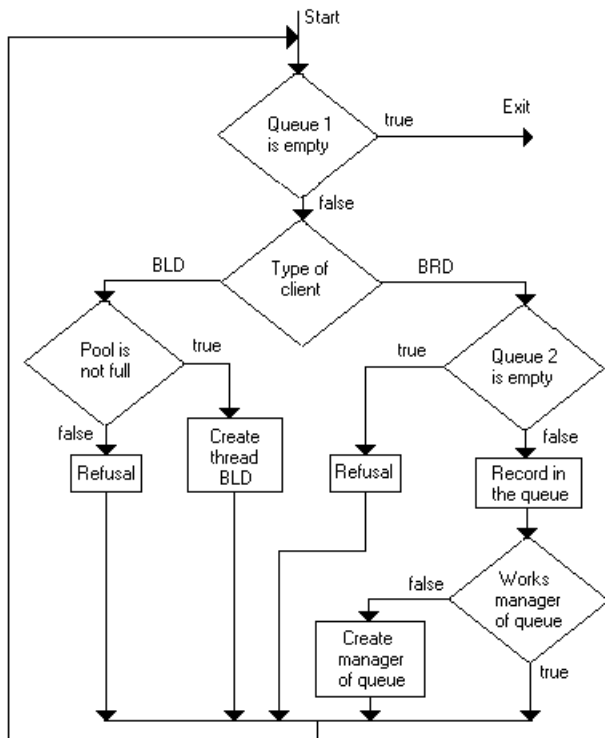 Start
Queue 1
is empty
true
Exit
false
Type of
client
BLD
BRD
Pool is
not full
true
false
Refusal
Create
thread
BLD
Queue 2
is empty
true
false
Refusal
Record in
the queue
Works
manager
of queue
false
true
Create
manager
of queue